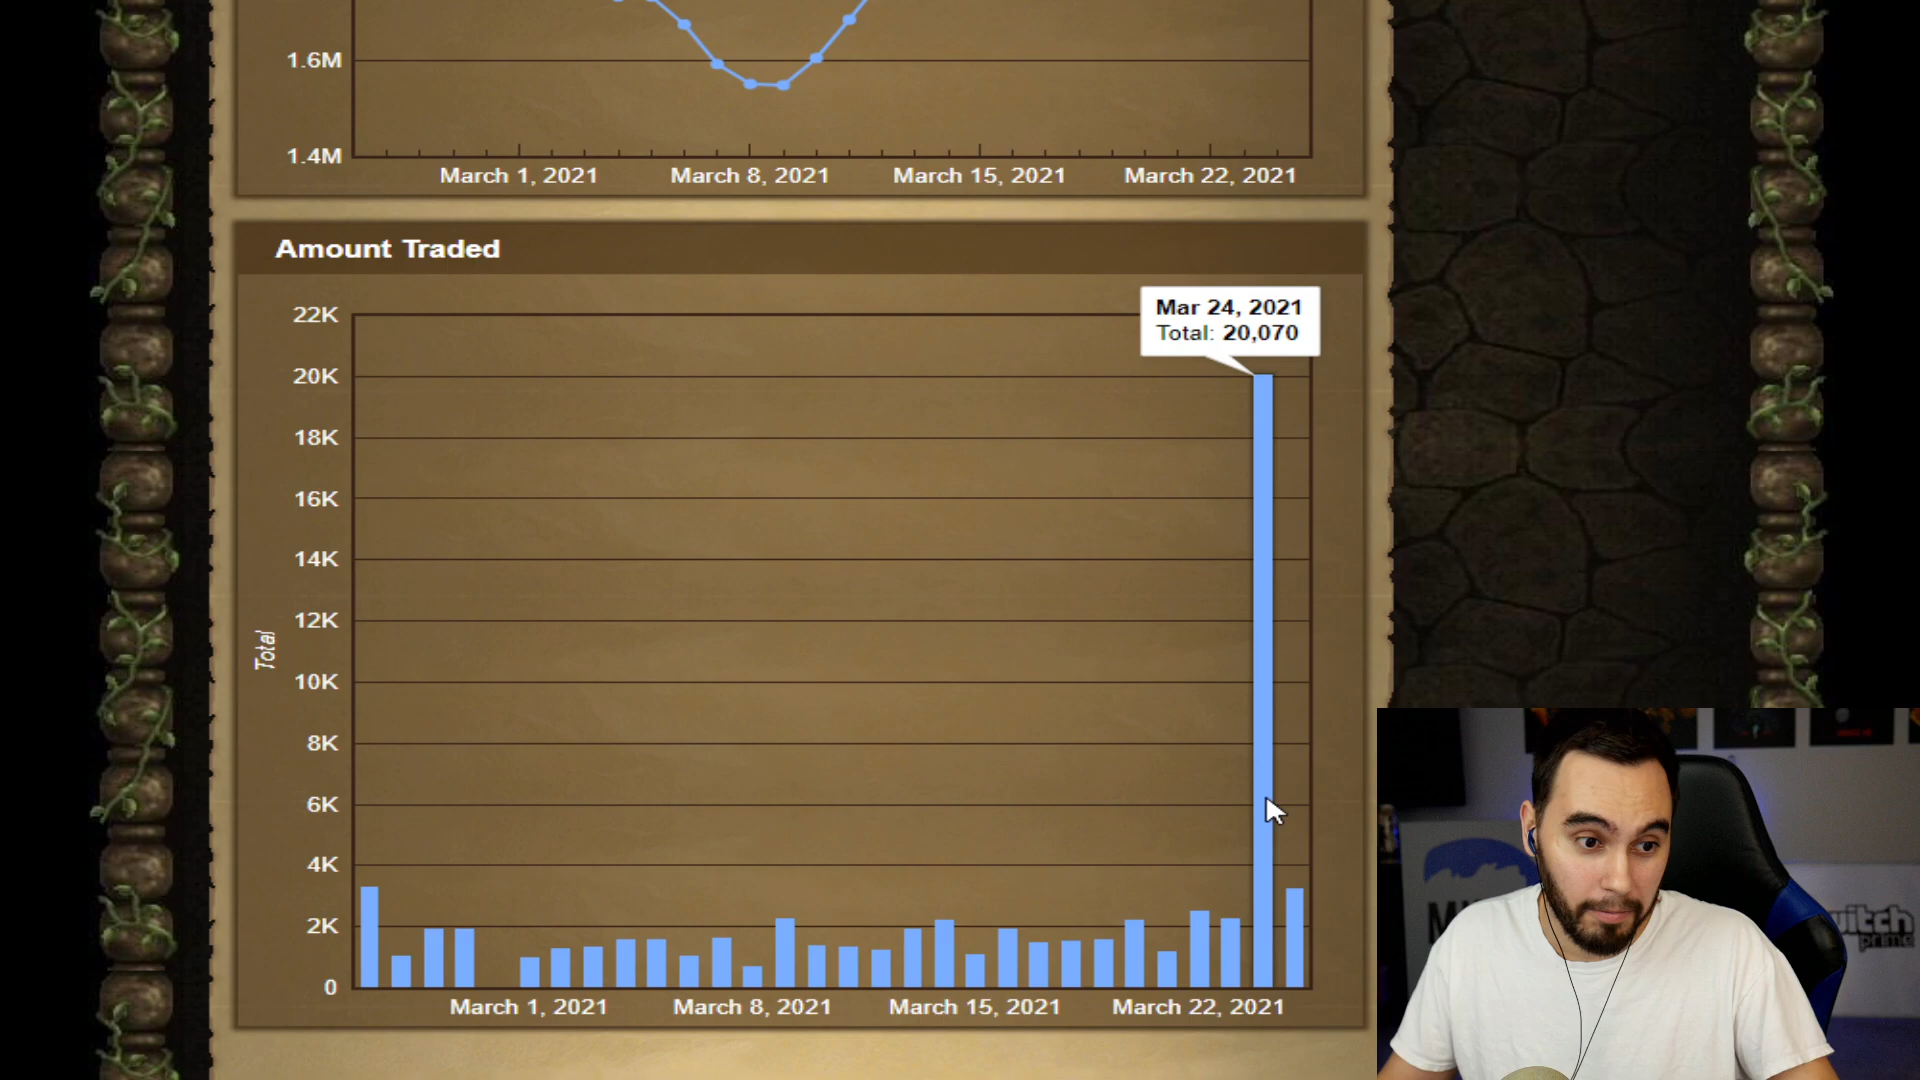 1.6M
1.4M
March 1, 2021 March 8, 2021 March 15, 2021 March 22, 2021
Amount Traded
Mar 24, 2021
Total: 20,070
22K
20K
18K
16K
14K
12K
10K
8K
6K
4K
2K
0
Total
March 1, 2021 March 8, 2021 March 15, 2021 March 22, 2021
witch
prime